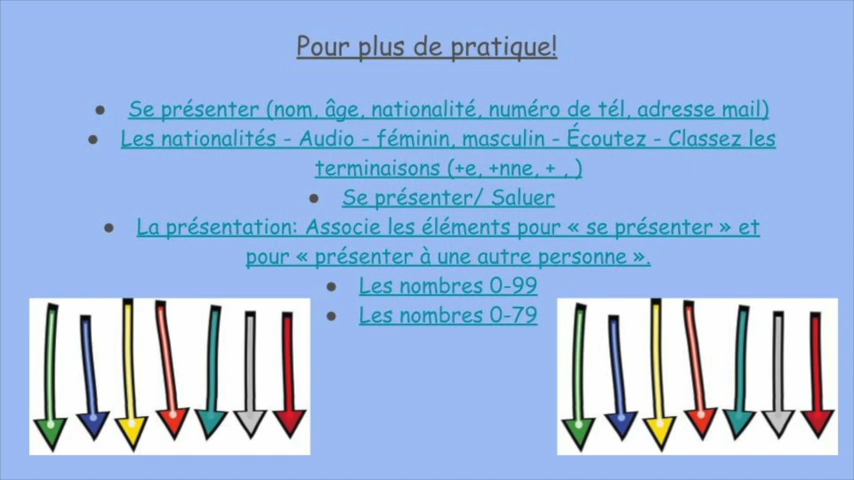 Pour plus de pratique!
● Se présenter (nom, âge, nationalité, numéro de tél, adresse mail)
● Les nationalités - Audio - féminin, masculin - Écoutez - Classez les
terminaisons (+e, +nne, + , )
● Se présenter/ Saluer
● La présentation: Associe les éléments pour « se présenter » et
pour « présenter à une autre personne ».
● Les nombres 0-99
● Les nombres 0-79